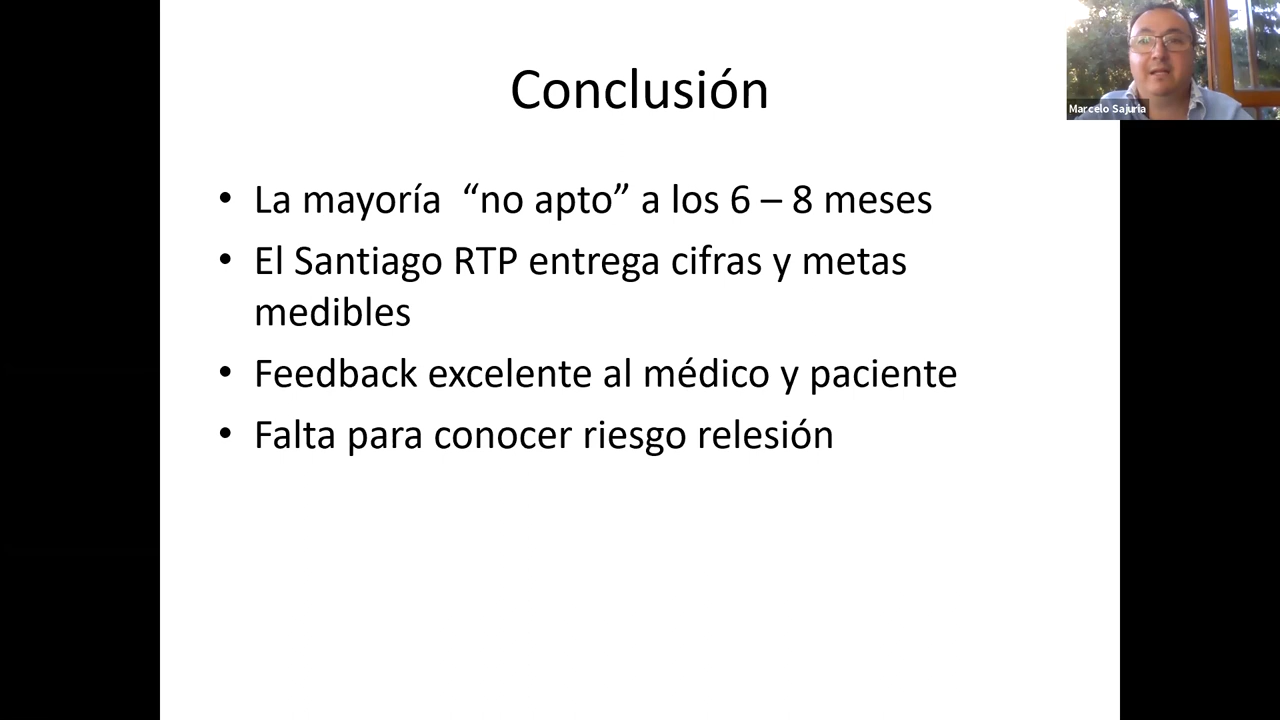 Conclusión
Marcelo Sajuria
• La mayoría “no apto” a los 6 – 8 meses
• El Santiago RTP entrega cifras y metas
medibles
• Feedback excelente al médico y paciente
• Falta para conocer riesgo relesión